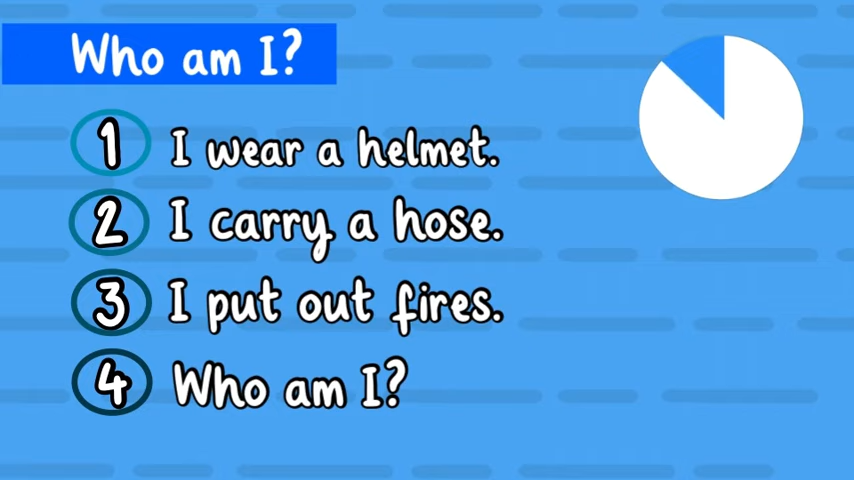 Who am I?
1 I wear a helmet.
2 I carry a hose.
3 I put out fires.
4 Who am I?